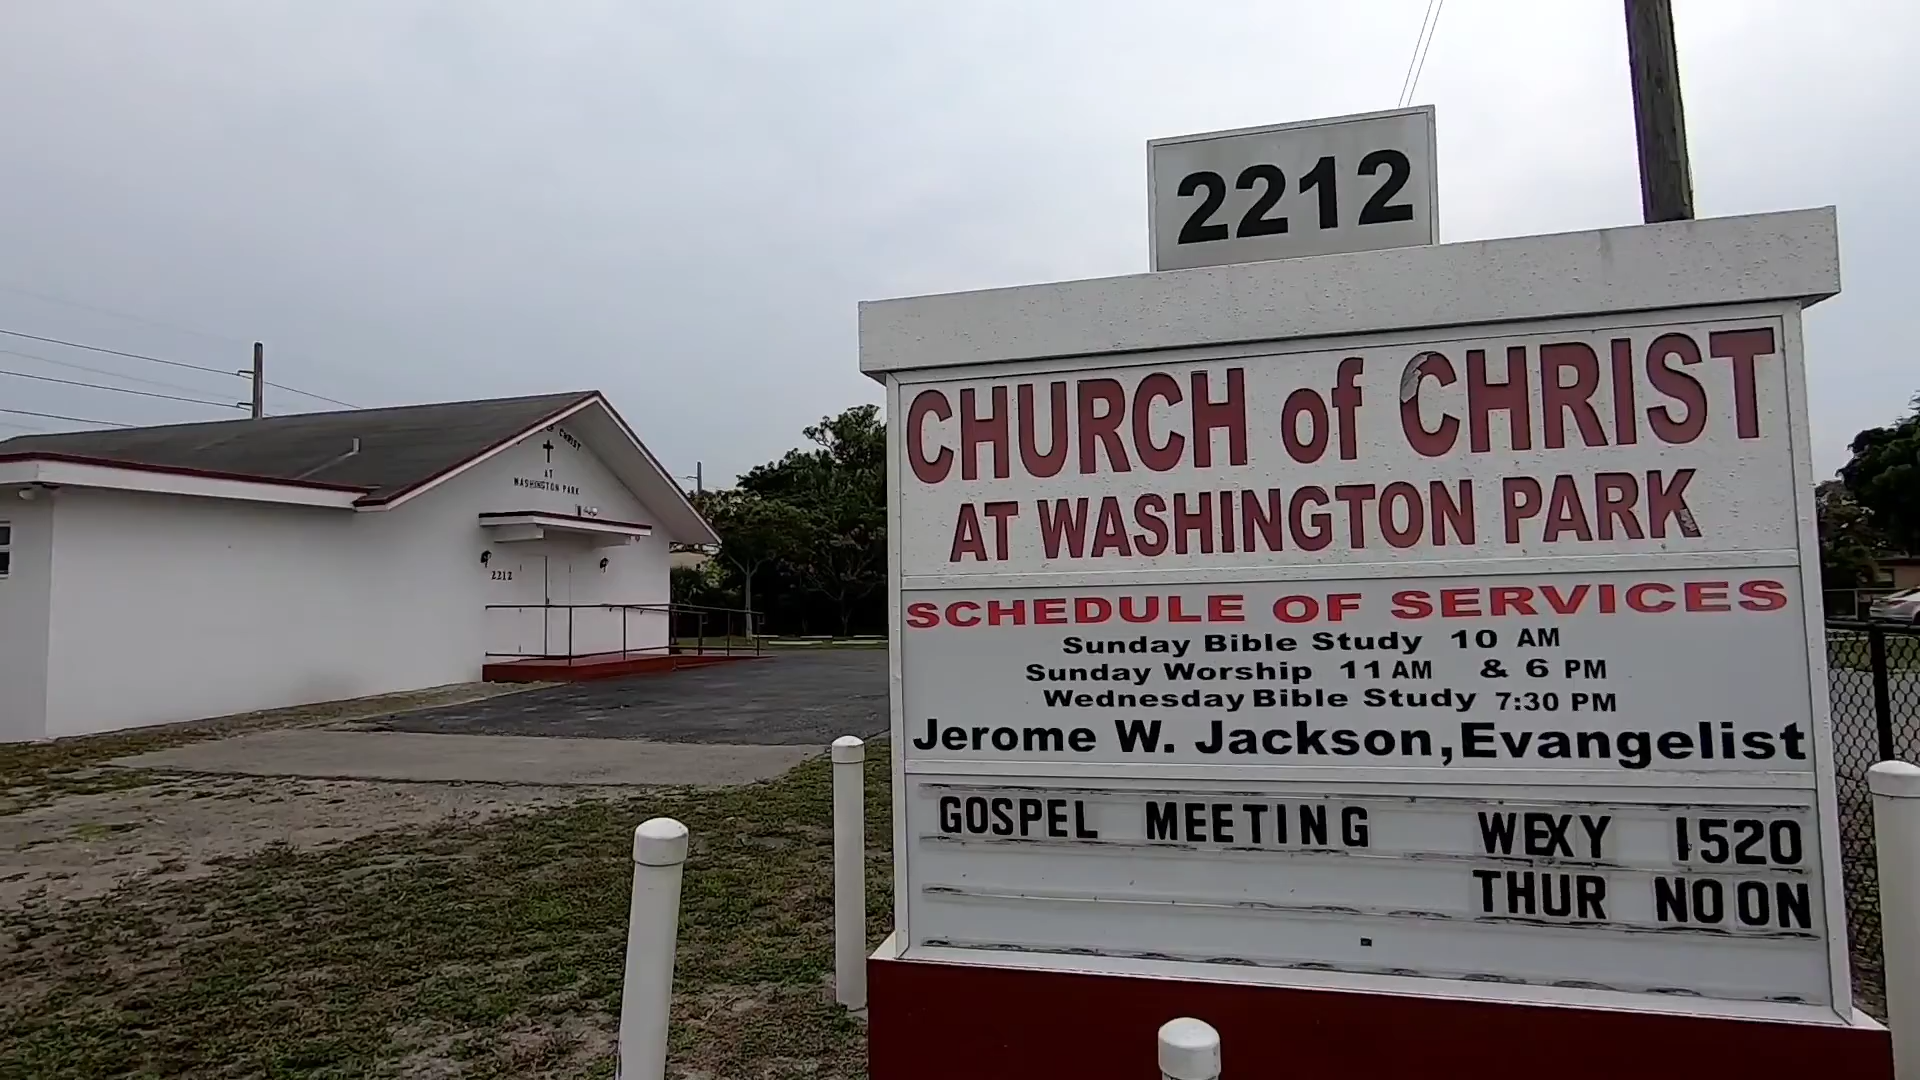 2212
CHURCH of CHRIST
AT WASHINGTON PARK
SCHEDULE OF SERVICES
Sunday Bible Study 10 AM
Sunday Worship 11 AM & 6 PM
Wednesday Bible Study 7:30 PM
Jerome W. Jackson, Evangelist
GOSPEL MEETING WEXY 1520
THUR NOON
CHRIST
AT
WASHINGTON PARK
2212